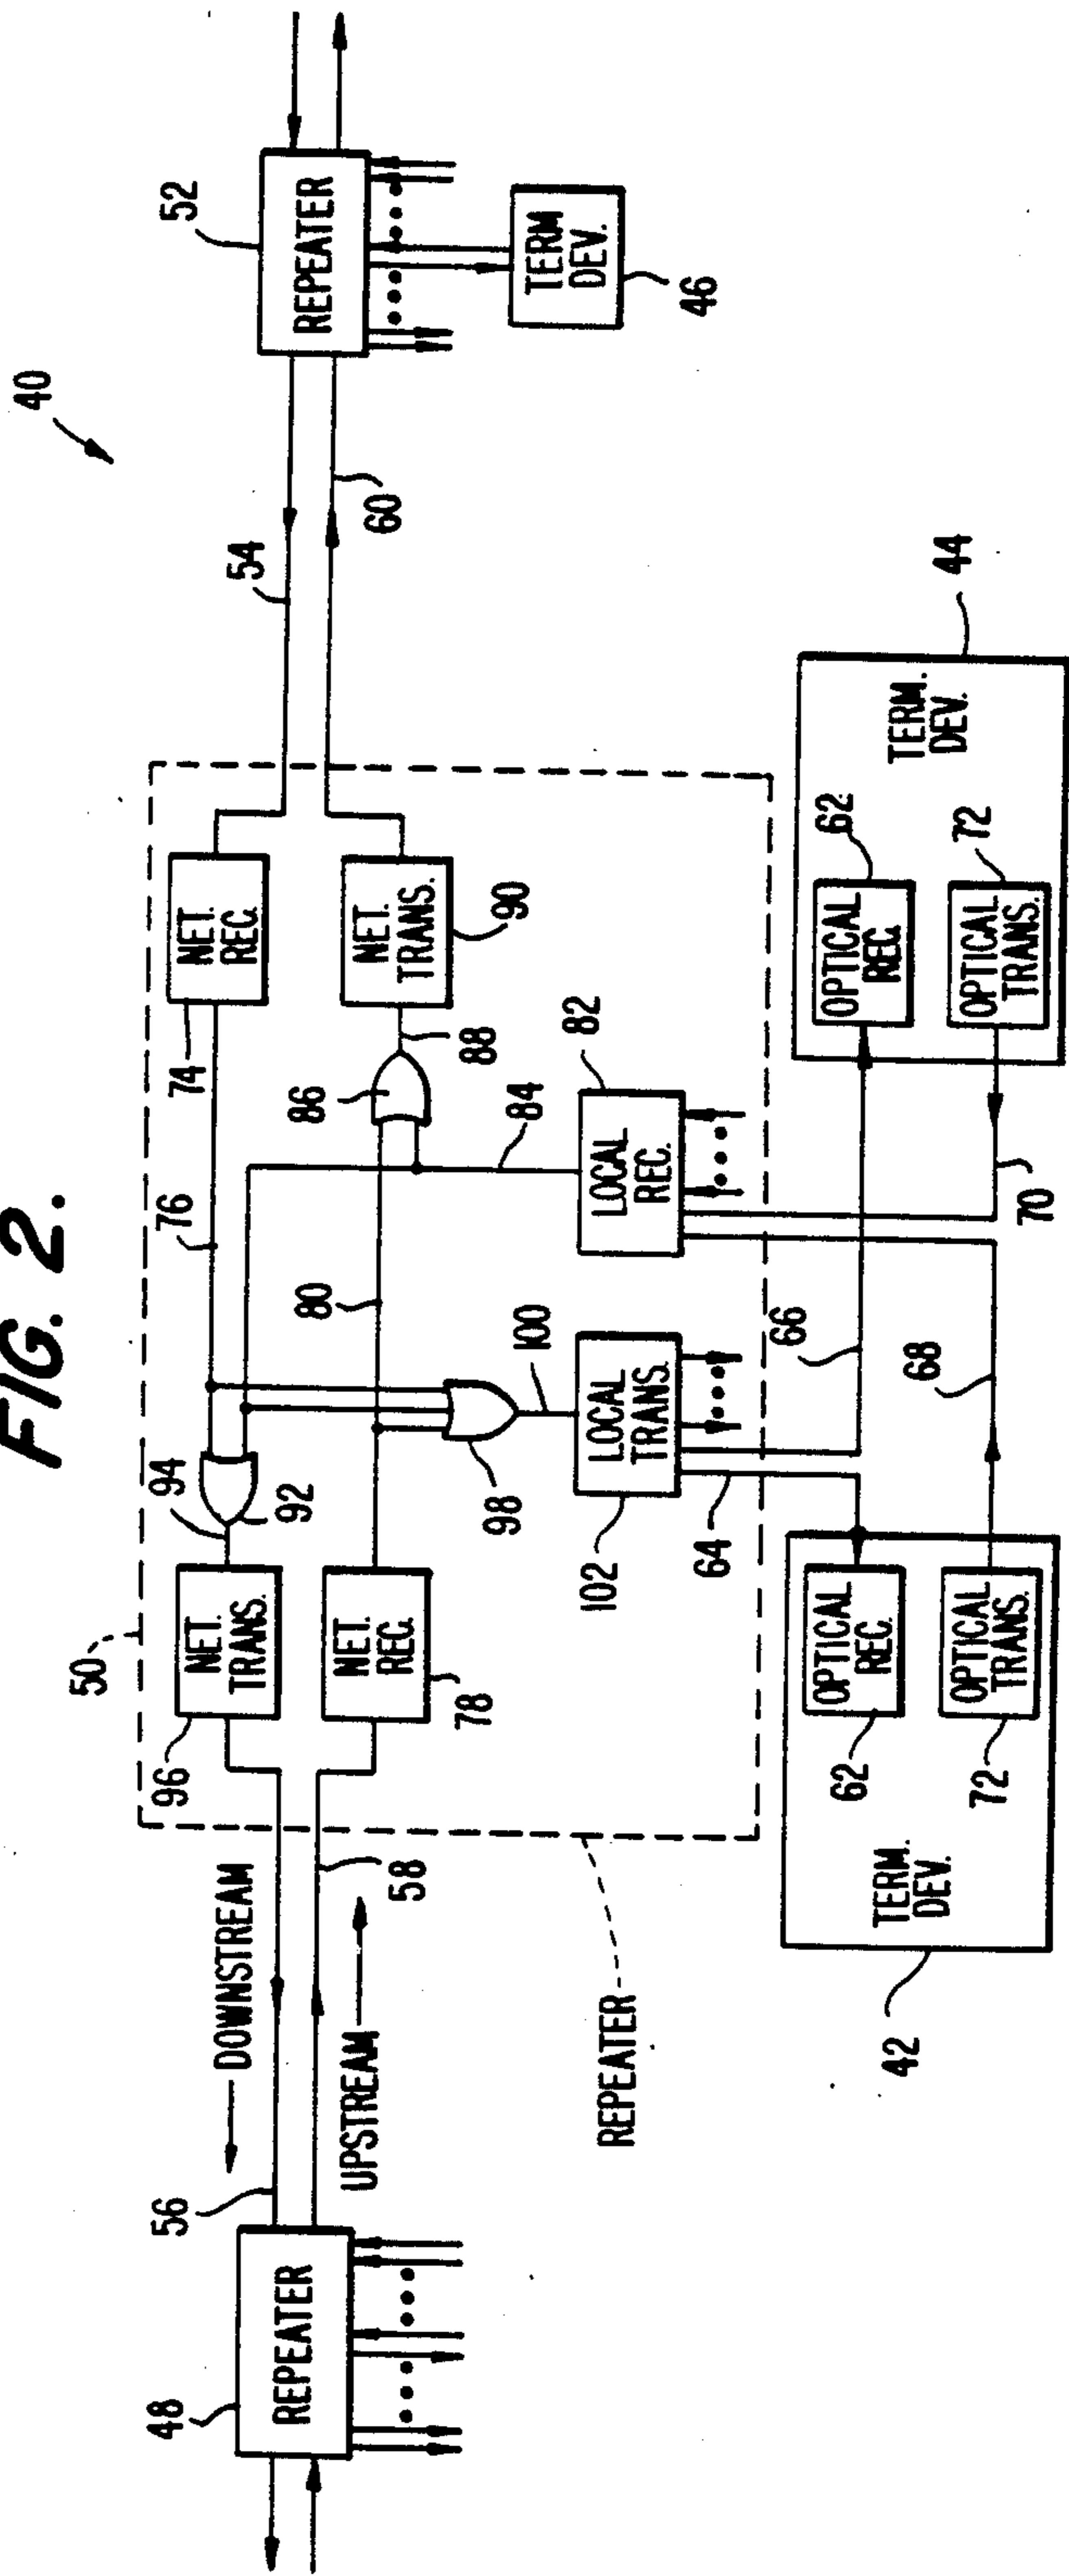 FIG. 2.
40
DOWNSTREAM
UPSTREAM
48
REPEATER
56
58
50
REPEATER
96
NET.
TRANS.
94
92
76
74
NET.
REC.
54
60
52
REPEATER
TERM
DEV.
46
NET.
REC.
78
80
86
88
NET.
TRANS.
90
98
100
84
LOCAL
TRANS.
102
LOCAL
REC.
82
64
66
68
70
42
TERM.
DEV.
OPTICAL
REC.
62
OPTICAL
TRANS.
72
44
TERM.
DEV.
OPTICAL
REC.
62
OPTICAL
TRANS.
72